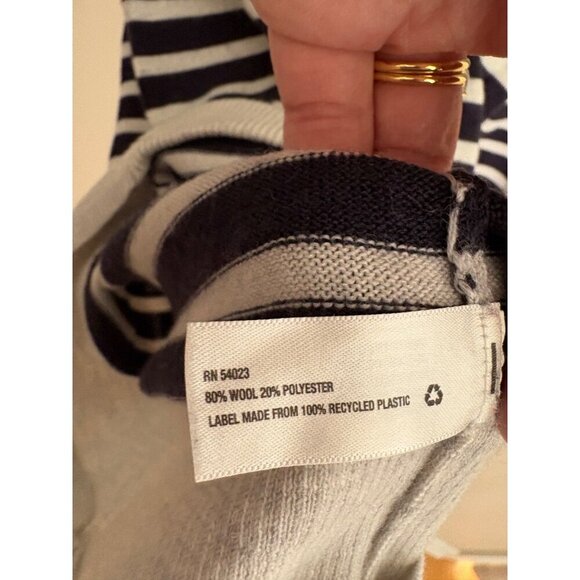 RN 54023
80% WOOL 20% POLYESTER
LABEL MADE FROM 100% RECYCLED PLASTIC